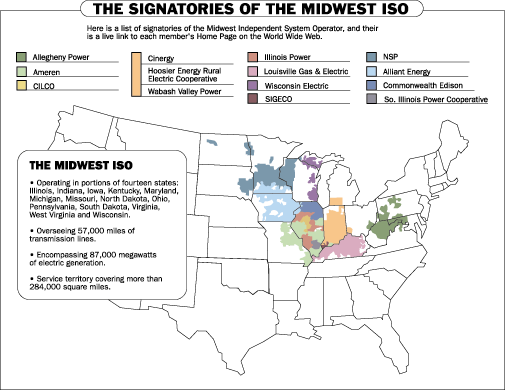 THE SIGNATORIES OF THE MIDWEST ISO
Here is a list of signatories of the Midwest Independent System Operator, and their
is a live link to each member's Home Page on the World Wide Web.
Allegheny Power
Ameren
CILCO
Cinergy
Hoosier Energy Rural
Electric Cooperative
Wabash Valley Power
Illinois Power
Louisville Gas & Electric
Wisconsin Electric
SIGECO
NSP
Alliant Energy
Commonwealth Edison
So. Illinois Power Cooperative
THE MIDWEST ISO
• Operating in portions of fourteen states:
Illinois, Indiana, Iowa, Kentucky, Maryland,
Michigan, Missouri, North Dakota, Ohio,
Pennsylvania, South Dakota, Virginia,
West Virginia and Wisconsin.
• Overseeing 57,000 miles of
transmission lines.
• Encompassing 87,000 megawatts
of electric generation.
• Service territory covering more than
284,000 square miles.